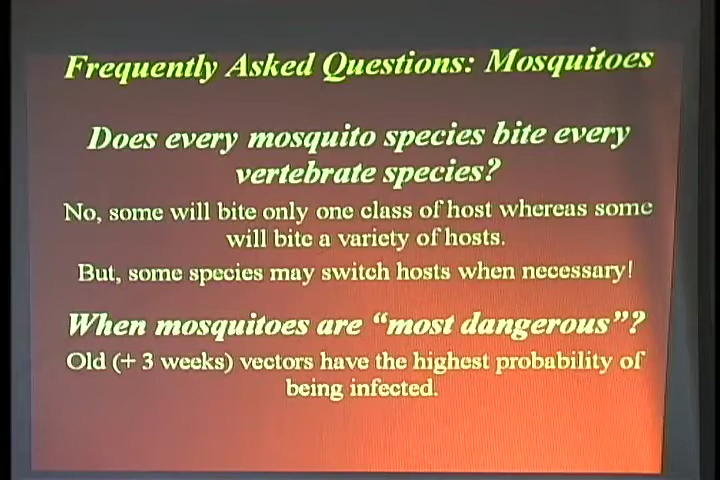 Frequently Asked Questions: Mosquitoes
Does every mosquito species bite every
vertebrate species?
No, some will bite only one class of host whereas some
will bite a variety of hosts.
But, some species may switch hosts when necessary!
When mosquitoes are “most dangerous”?
Old (+ 3 weeks) vectors have the highest probability of
being infected.